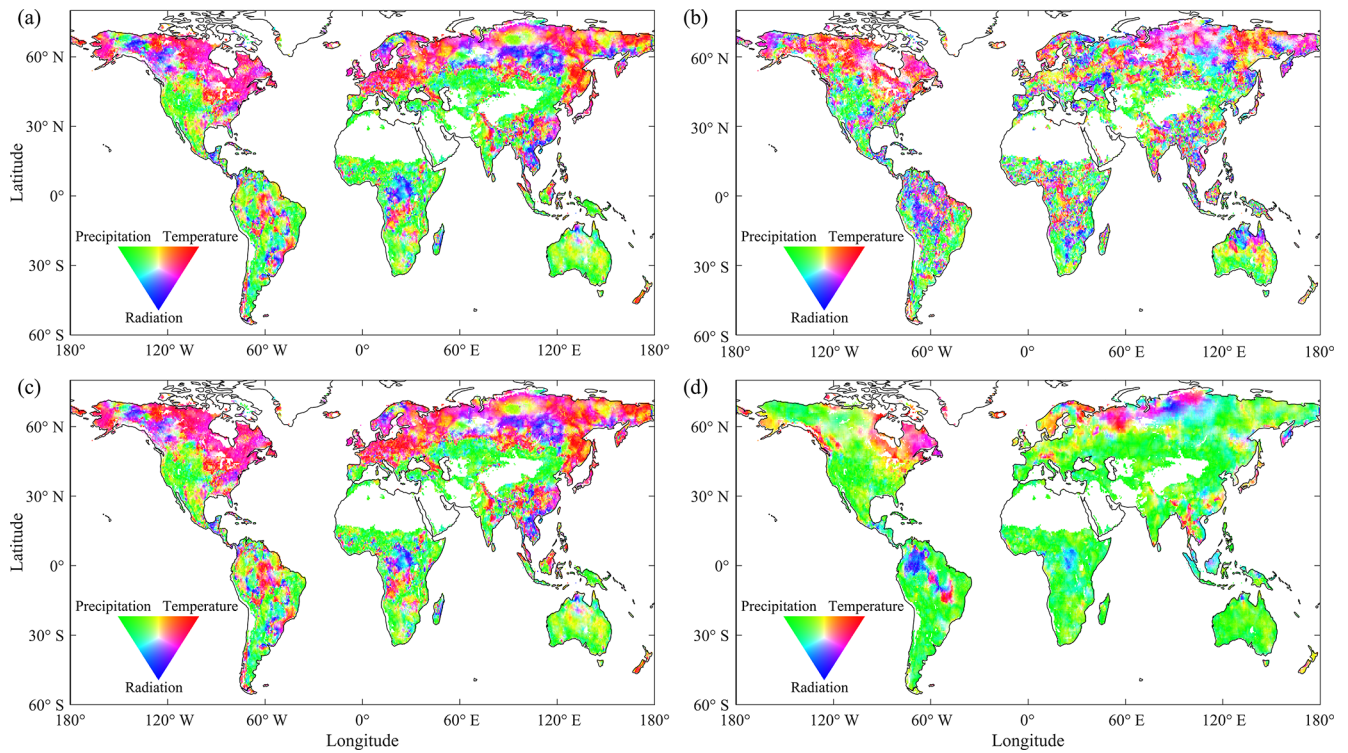 (a)
(b)
60° N
30° N
0°
30° S
60° S
Latitude
Precipitation Temperature
Radiation
Precipitation Temperature
Radiation
60° N
30° N
0°
30° S
60° S
180° 120° W 60° W 0° 60° E 120° E 180°
180° 120° W 60° W 0° 60° E 120° E 180°
(c)
(d)
60° N
30° N
0°
30° S
60° S
Latitude
Precipitation Temperature
Radiation
Precipitation Temperature
Radiation
60° N
30° N
0°
30° S
60° S
180° 120° W 60° W 0° 60° E 120° E 180°
180° 120° W 60° W 0° 60° E 120° E 180°
Longitude
Longitude